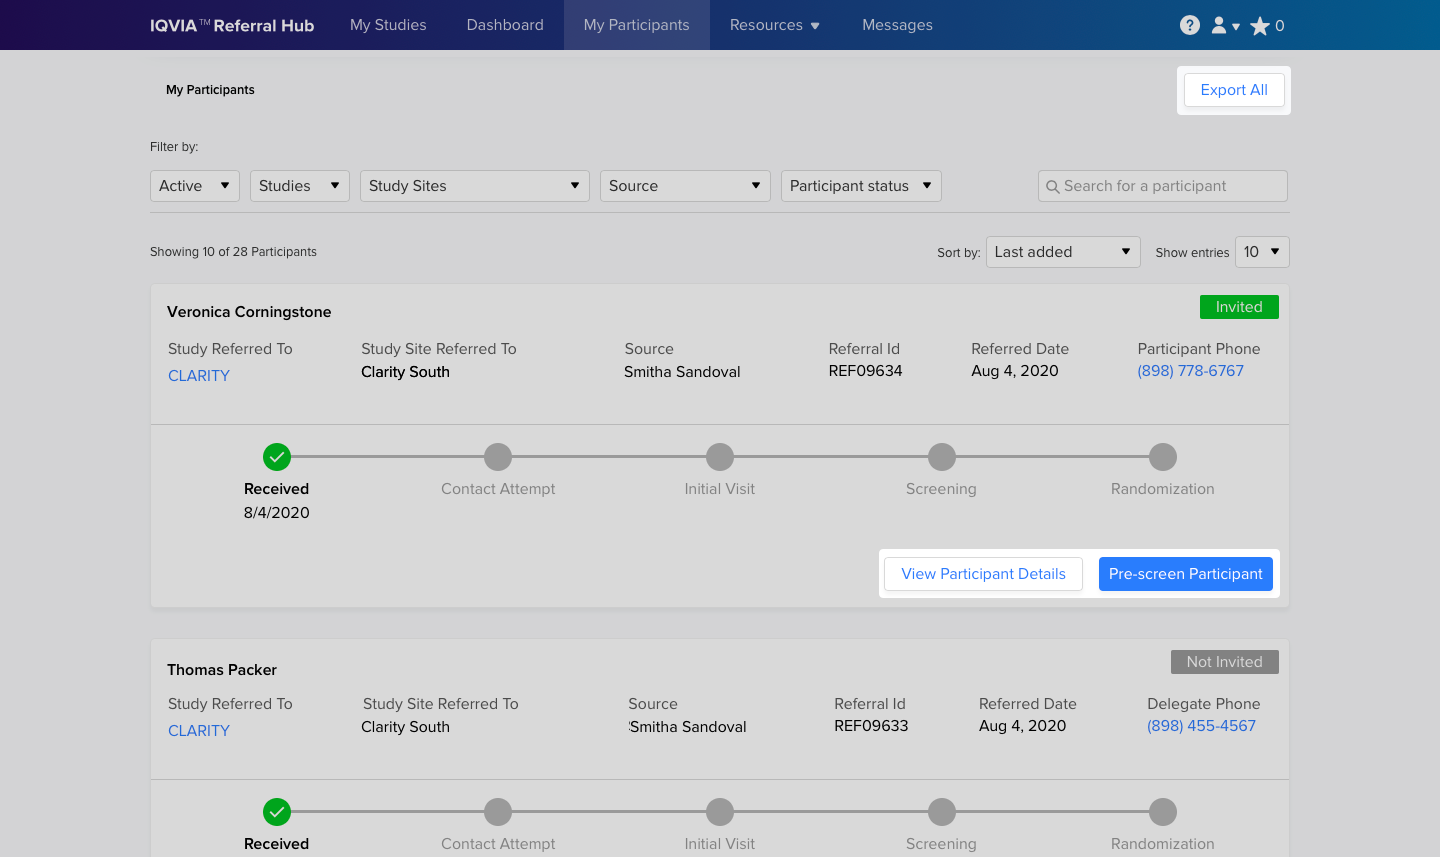 IQVIA™ Referral Hub My Studies Dashboard My Participants Resources Messages 0
My Participants Export All
Filter by:
Active Studies Study Sites Source Participant status Search for a participant
Showing 10 of 28 Participants Sort by: Last added Show entries 10
Veronica Corningstone Invited
Study Referred To Study Site Referred To Source Referral Id Referred Date Participant Phone
CLARITY Clarity South Smitha Sandoval REF09634 Aug 4, 2020 (898) 778-6767
Received Contact Attempt Initial Visit Screening Randomization
8/4/2020
View Participant Details Pre-screen Participant
Thomas Packer Not Invited
Study Referred To Study Site Referred To Source Referral Id Referred Date Delegate Phone
CLARITY Clarity South Smitha Sandoval REF09633 Aug 4, 2020 (898) 455-4567
Received Contact Attempt Initial Visit Screening Randomization